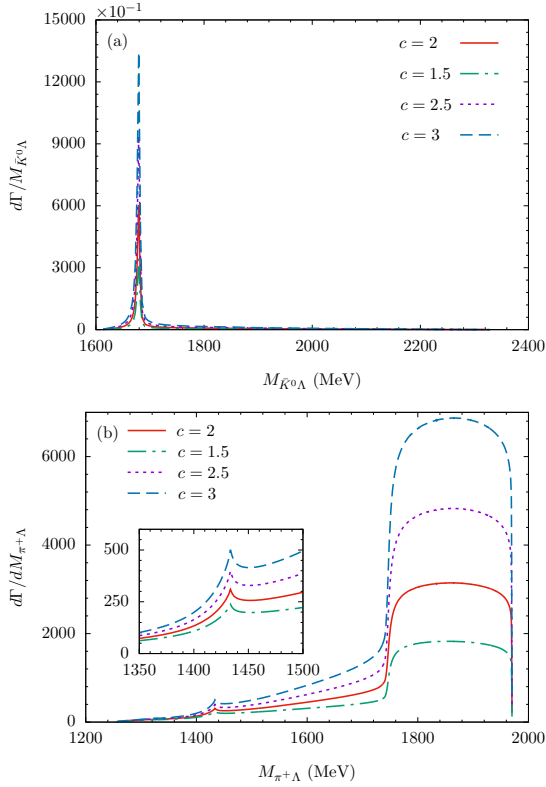 15000 ×10⁻¹
(a)
c = 2
c = 1.5
c = 2.5
c = 3
12000
9000
6000
3000
0
dΓ/M_{K̄⁰Λ}
1600 1800 2000 2200 2400
M_{K̄⁰Λ} (MeV)
(b)
c = 2
c = 1.5
c = 2.5
c = 3
6000
4000
2000
0
dΓ/dM_{π⁺Λ}
500
250
0
1350 1400 1450 1500
1200 1400 1600 1800 2000
M_{π⁺Λ} (MeV)